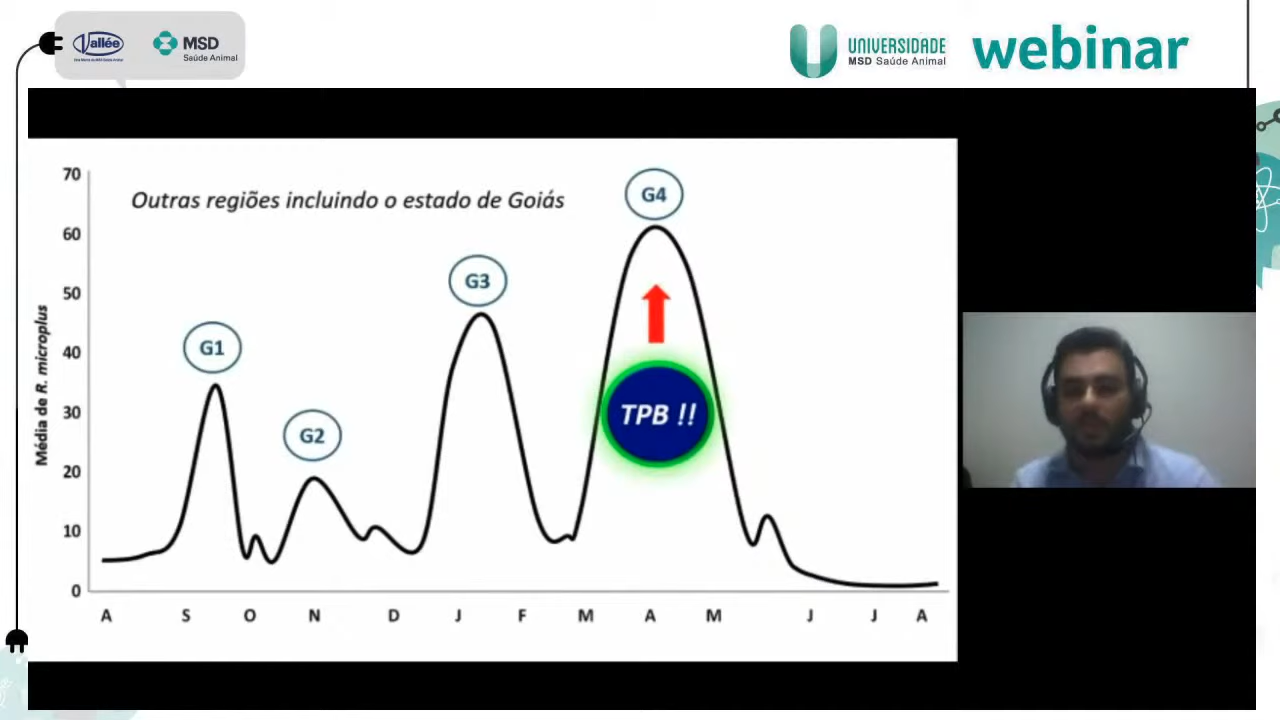 Vallée
MSD
Saúde Animal
UNIVERSIDADE
MSD Saúde Animal
webinar
Outras regiões incluindo o estado de Goiás
G4
G3
G1
G2
TPB !!
Média de R. microplus
70
60
50
40
30
20
10
0
A S O N D J F M A M J J A